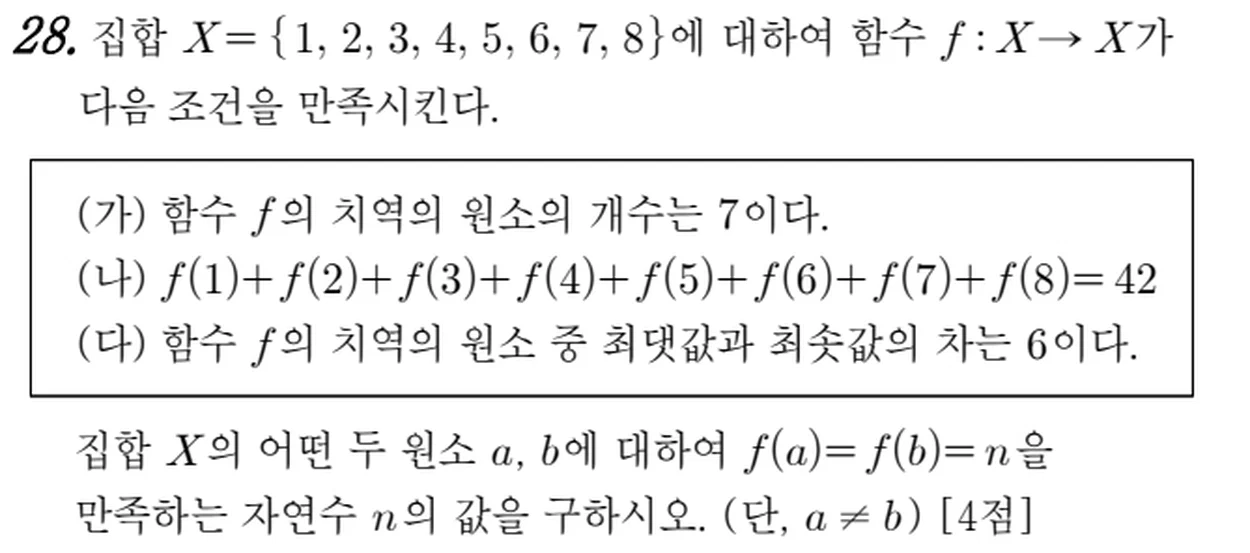 28. 집합 X={1, 2, 3, 4, 5, 6, 7, 8}에 대하여 함수 f : X→X가
다음 조건을 만족시킨다.
(가) 함수 f의 치역의 원소의 개수는 7이다.
(나) f(1)+f(2)+f(3)+f(4)+f(5)+f(6)+f(7)+f(8)=42
(다) 함수 f의 치역의 원소 중 최댓값과 최솟값의 차는 6이다.
집합 X의 어떤 두 원소 a, b에 대하여 f(a)=f(b)=n을
만족하는 자연수 n의 값을 구하시오. (단, a≠b) [4점]